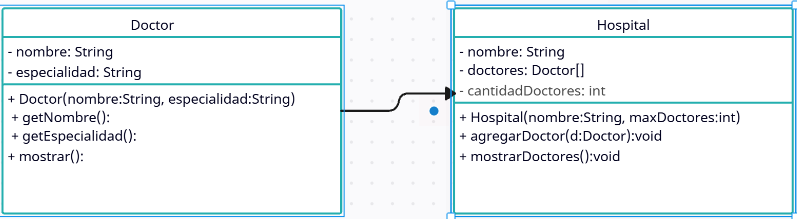 Doctor
- nombre: String
- especialidad: String
+ Doctor(nombre:String, especialidad:String)
+ getNombre():
+ getEspecialidad():
+ mostrar():
Hospital
- nombre: String
- doctores: Doctor[]
- cantidadDoctores: int
+ Hospital(nombre:String, maxDoctores:int)
+ agregarDoctor(d:Doctor):void
+ mostrarDoctores():void